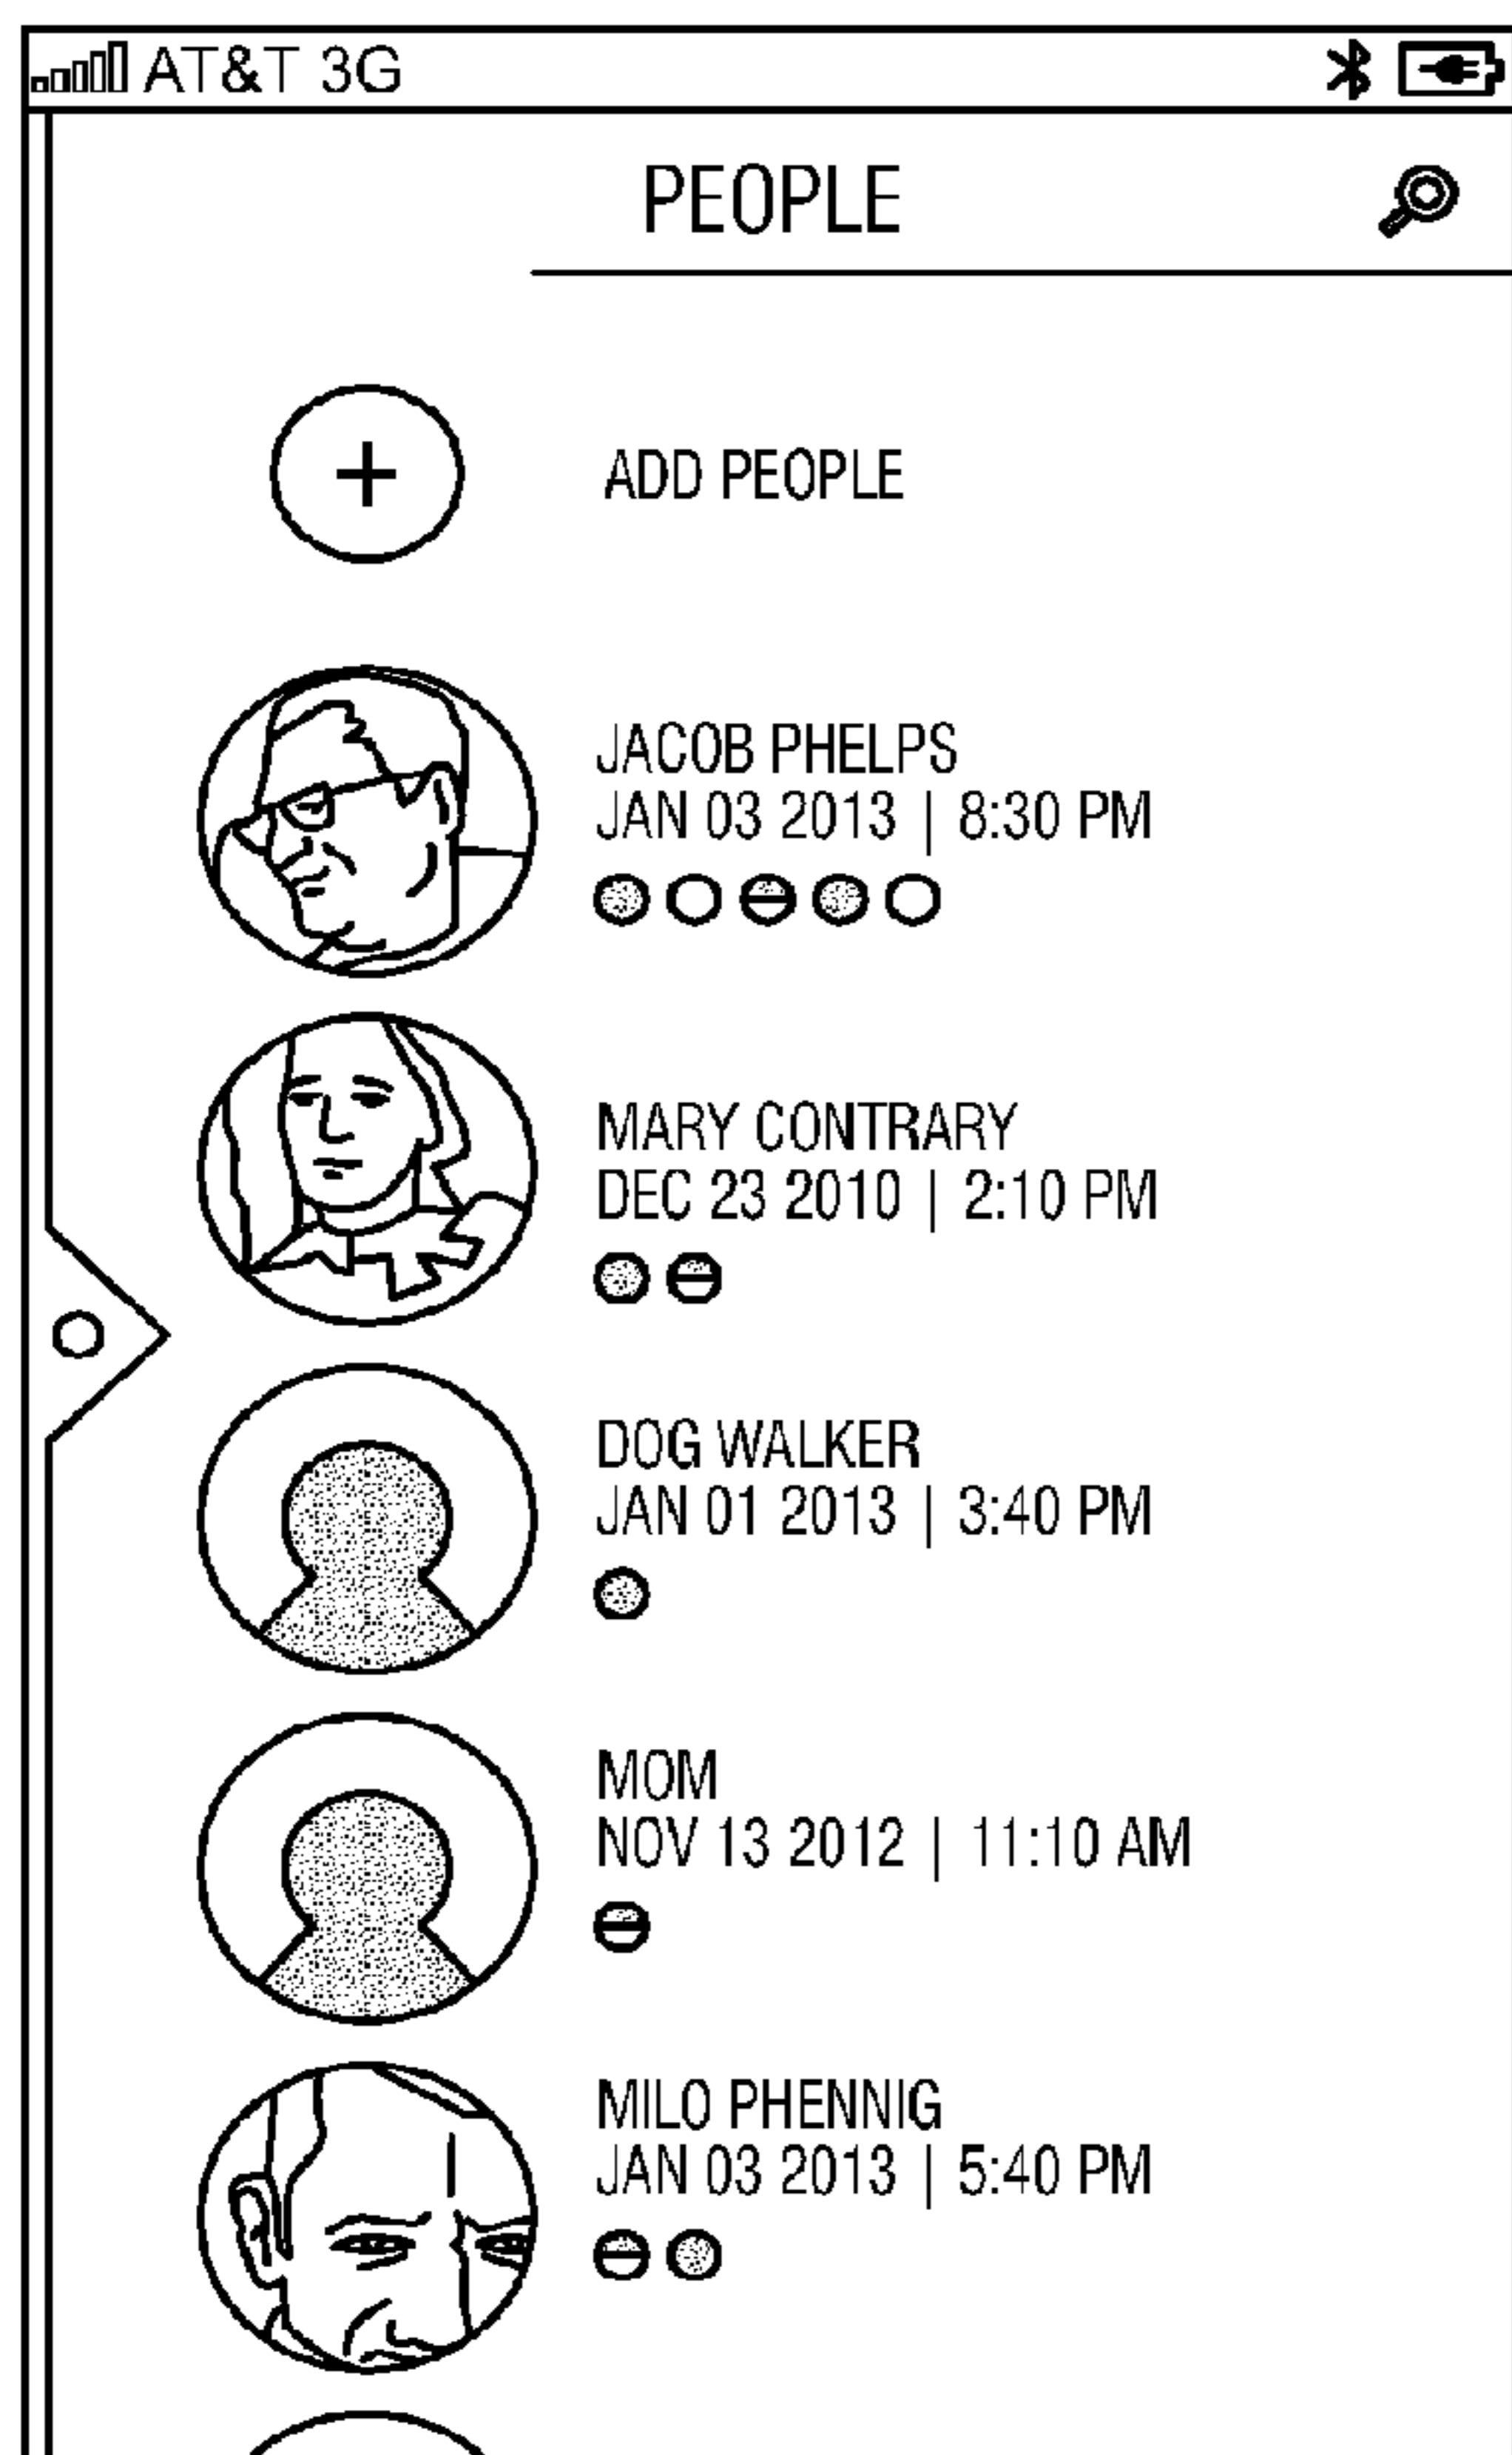 AT&T 3G
PEOPLE
+
ADD PEOPLE
JACOB PHELPS
JAN 03 2013 | 8:30 PM
MARY CONTRARY
DEC 23 2010 | 2:10 PM
DOG WALKER
JAN 01 2013 | 3:40 PM
MOM
NOV 13 2012 | 11:10 AM
MILO PHENNIG
JAN 03 2013 | 5:40 PM